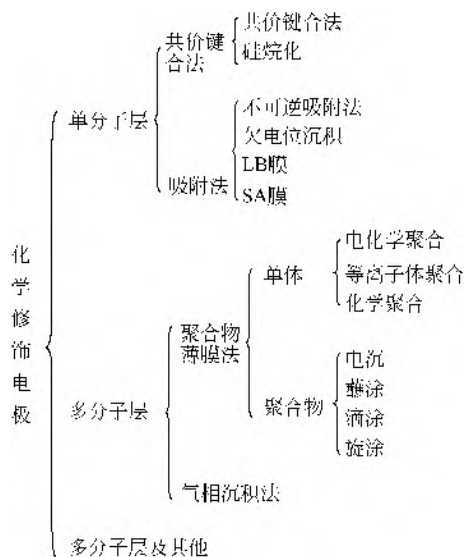 共价键合法
共价键
合法
硅烷化
单分子层
不可逆吸附法
欠电位沉积
LB膜
吸附法
SA膜
化学修饰电极
电化学聚合
单体
等离子体聚合
化学聚合
聚合物
薄膜法
电沉
聚合物
蘸涂
滴涂
旋涂
多分子层
气相沉积法
多分子层及其他